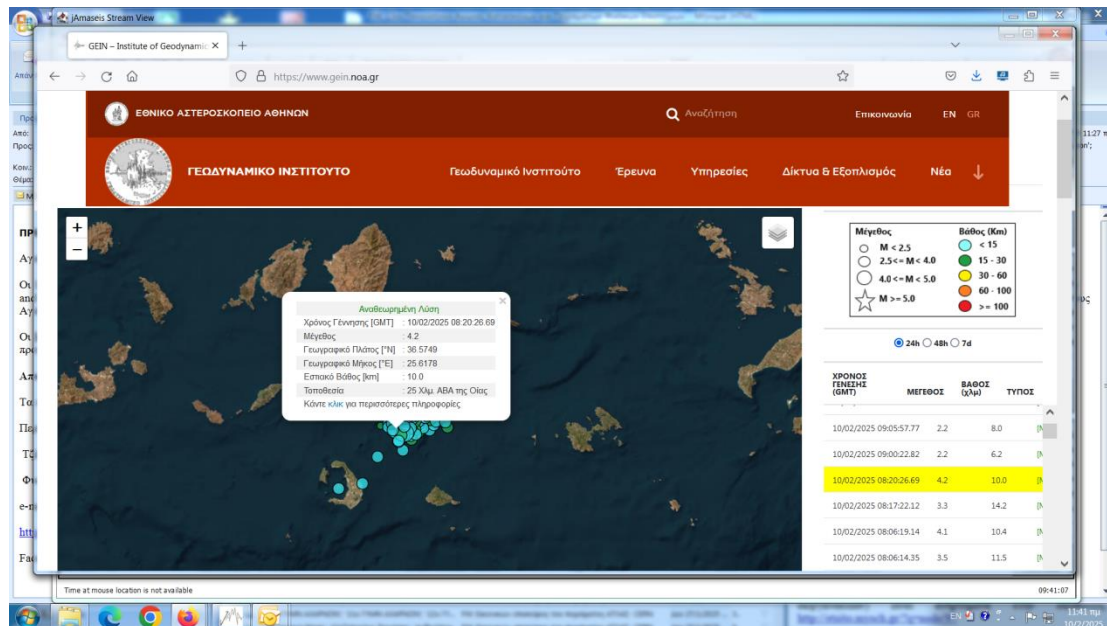 jAmaseis Stream View
GEIN – Institute of Geodynamic
https://www.gein.noa.gr
ΕΘΝΙΚΟ ΑΣΤΕΡΟΣΚΟΠΕΙΟ ΑΘΗΝΩΝ
Αναζήτηση
Επικοινωνία
EN GR
ΓΕΩΔΥΝΑΜΙΚΟ ΙΝΣΤΙΤΟΥΤΟ
Γεωδυναμικό Ινστιτούτο
Έρευνα
Υπηρεσίες
Δίκτυα & Εξοπλισμός
Νέα
+
−
Αναθεωρημένη Λύση
Χρόνος Γέννησης [GMT] : 10/02/2025 08:20:26.69
Μέγεθος : 4.2
Γεωγραφικό Πλάτος [°N] : 36.5749
Γεωγραφικό Μήκος [°E] : 25.6178
Εστιακό Βάθος [km] : 10.0
Τοποθεσία : 25 Χλμ. ΑΒΑ της Οίας
Κάντε κλικ για περισσότερες πληροφορίες
Μέγεθος Βάθος (Km)
M < 2.5 < 15
2.5<= M < 4.0 15 - 30
4.0 <=M < 5.0 30 - 60
M >= 5.0 60 - 100
>= 100
24h 48h 7d
ΧΡΟΝΟΣ ΓΕΝΕΣΗΣ (GMT) ΜΕΓΕΘΟΣ ΒΑΘΟΣ (χλμ) ΤΥΠΟΣ
10/02/2025 09:05:57.77 2.2 8.0
10/02/2025 09:00:22.82 2.2 6.2
10/02/2025 08:20:26.69 4.2 10.0
10/02/2025 08:17:22.12 3.3 14.2
10/02/2025 08:06:19.14 4.1 10.4
10/02/2025 08:06:14.35 3.5 11.5
Time at mouse location is not available
09:41:07
EN
11:41 πμ
10/2/2025